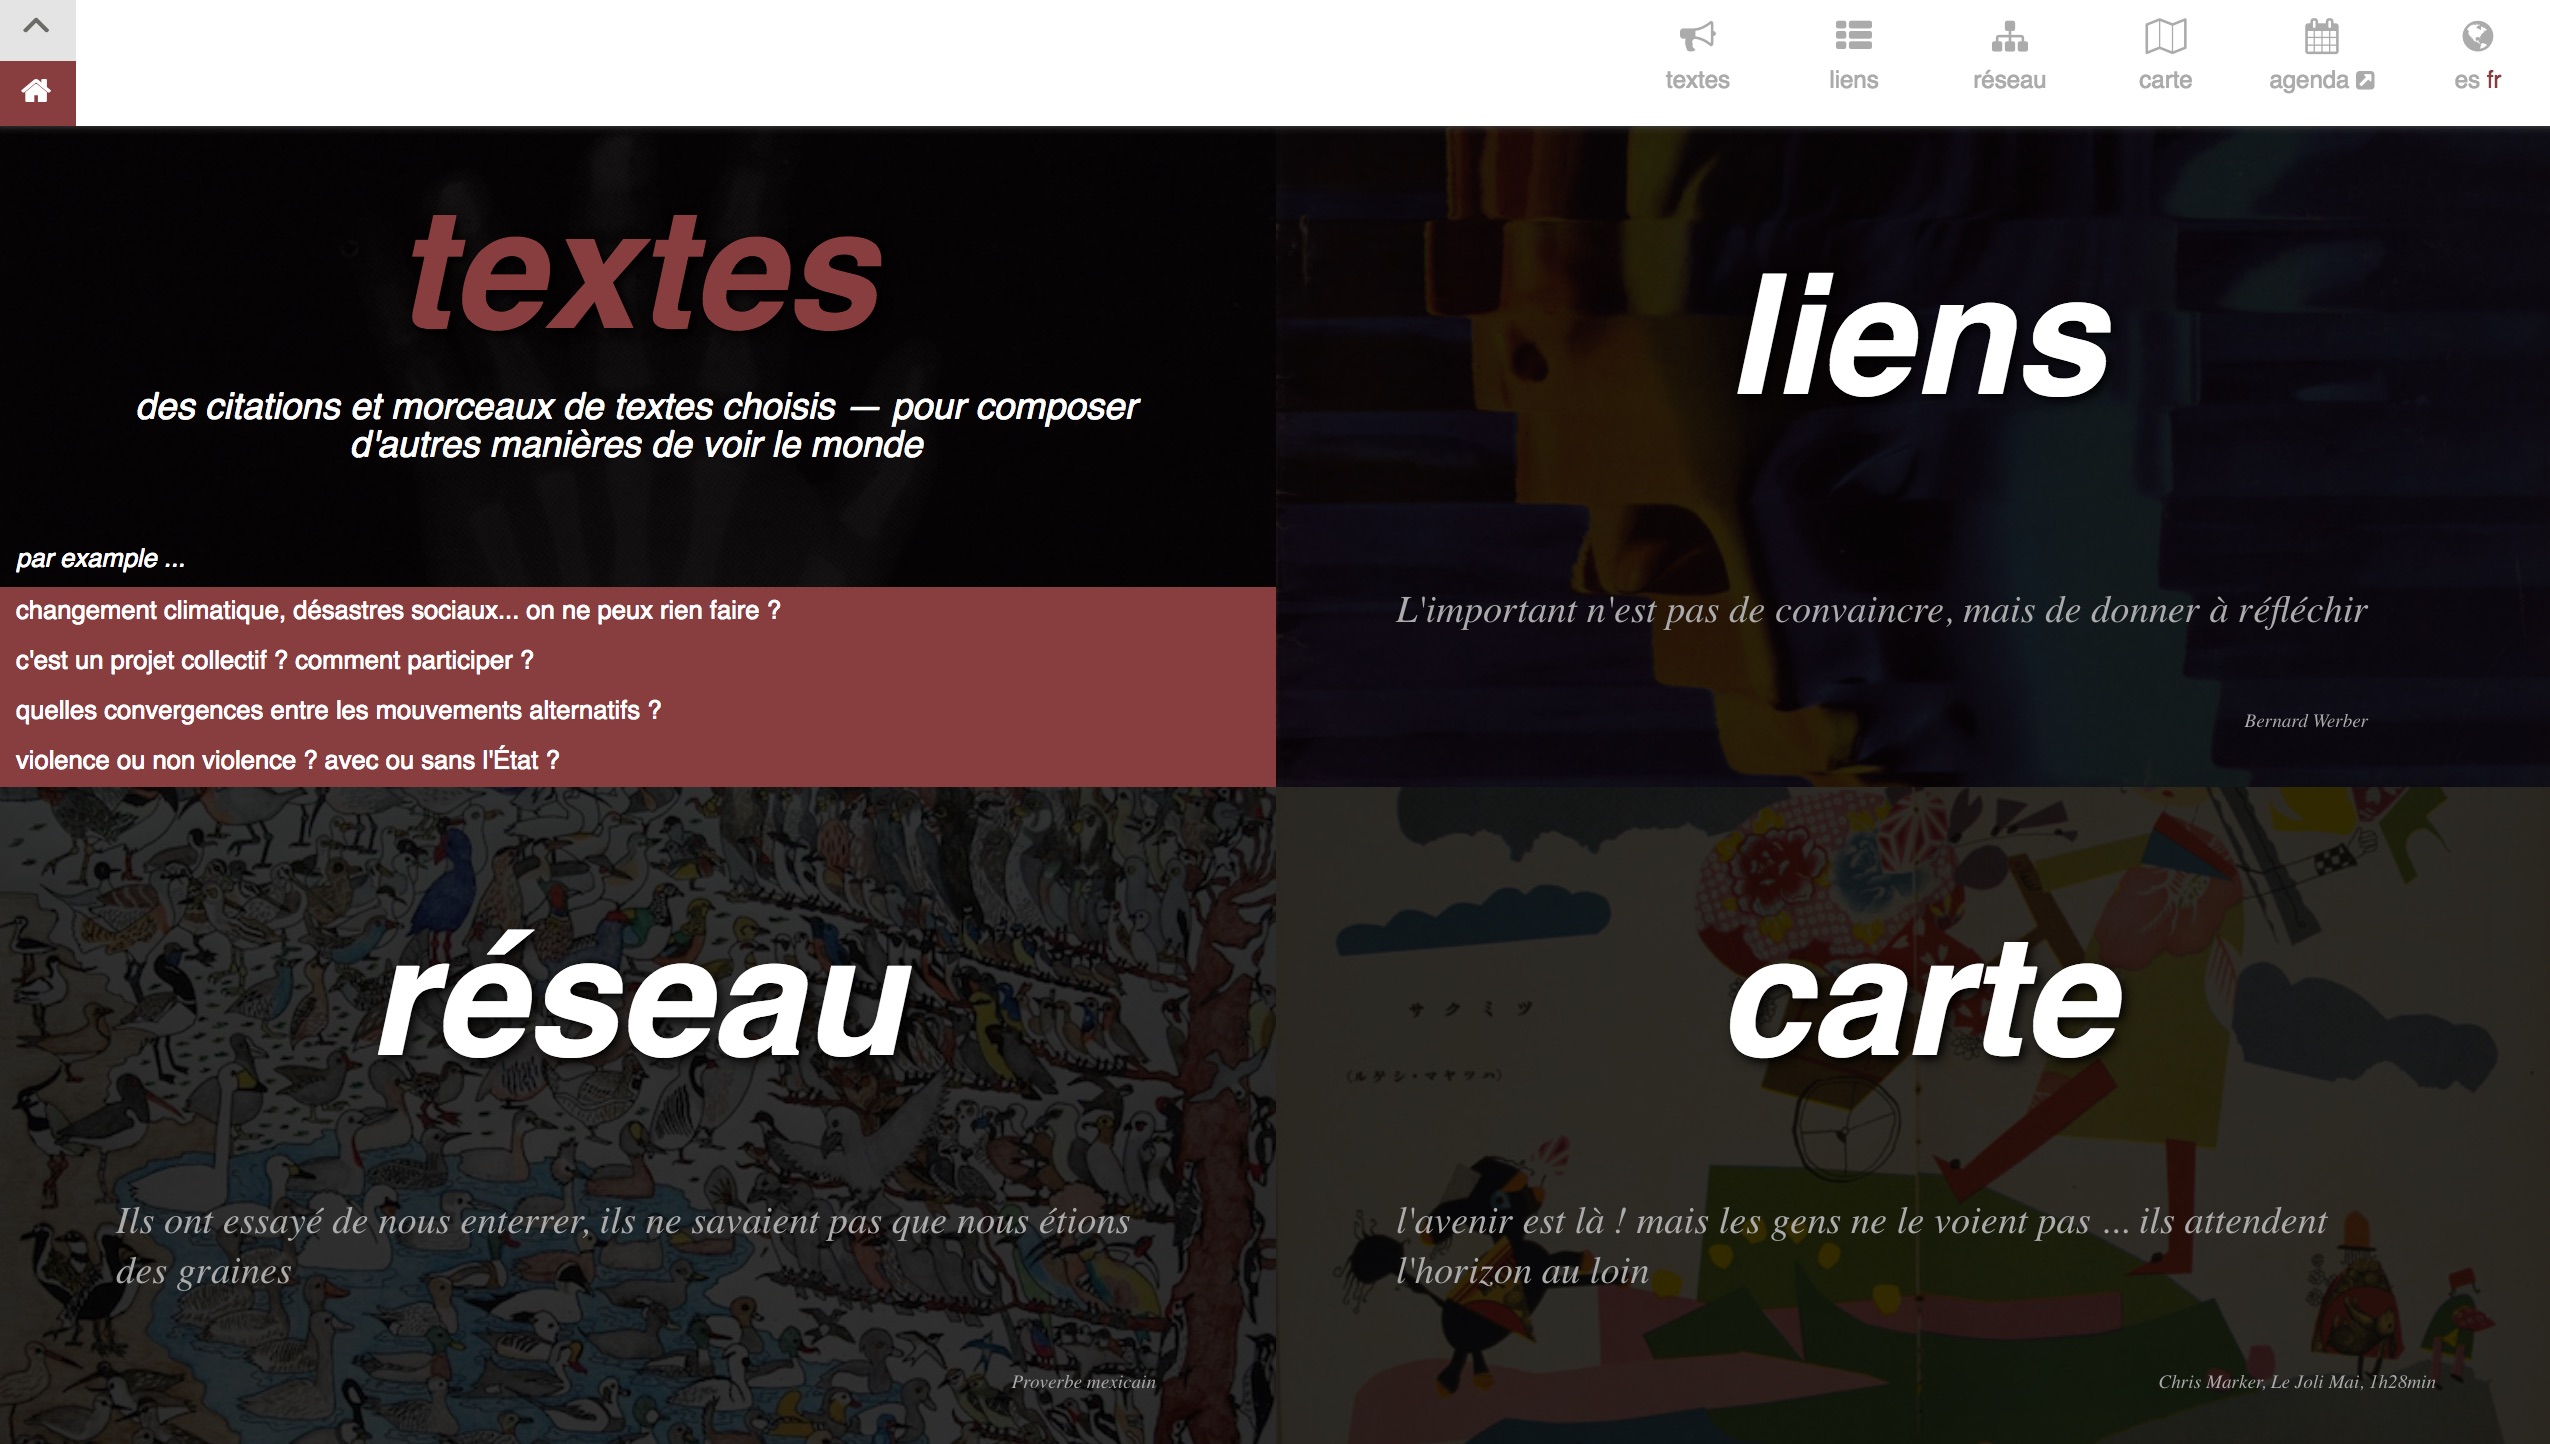 textes
liens
réseau
carte
agenda
es fr
textes
des citations et morceaux de textes choisis — pour composer
d'autres manières de voir le monde
par example ...
changement climatique, désastres sociaux... on ne peux rien faire ?
c'est un projet collectif ? comment participer ?
quelles convergences entre les mouvements alternatifs ?
violence ou non violence ? avec ou sans l'État ?
liens
L'important n'est pas de convaincre, mais de donner à réfléchir
Bernard Werber
réseau
Ils ont essayé de nous enterrer, ils ne savaient pas que nous étions
des graines
Proverbe mexicain
carte
サクミヅ
(ルケシ・マヤツハ)
l'avenir est là ! mais les gens ne le voient pas ... ils attendent
l'horizon au loin
Chris Marker, Le Joli Mai, 1h28min